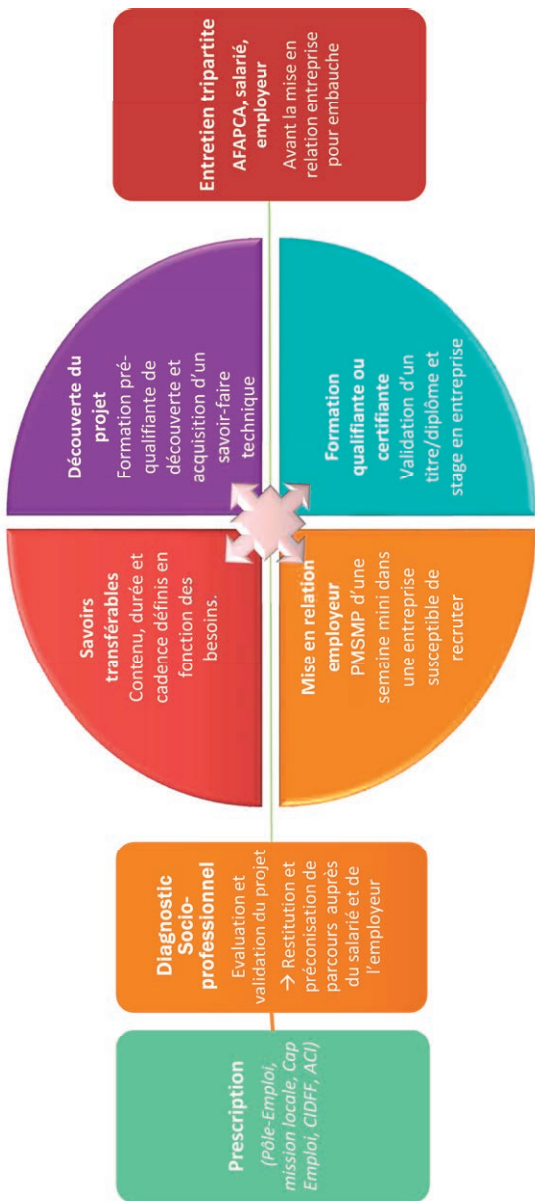 Prescription
(Pôle-Emploi,
mission locale, Cap
Emploi, CIDFF, ACI)
Diagnostic
Socio-
professionnel
Evaluation et
validation du projet
→ Restitution et
préconisation de
parcours auprès
du salarié et de
l'employeur
Savoirs
transférables
Contenu, durée et
cadence définis en
fonction des
besoins.
Découverte du
projet
Formation pré-
qualifiante de
découverte et
acquisition d'un
savoir-faire
technique
Mise en relation
employeur
PMSMP d'une
semaine mini dans
une entreprise
susceptible de
recruter
Formation
qualifiante ou
certifiante
Validation d'un
titre/diplôme et
stage en entreprise
Entretien tripartite
AFAPCA, salarié,
employeur
Avant la mise en
relation entreprise
pour embauche